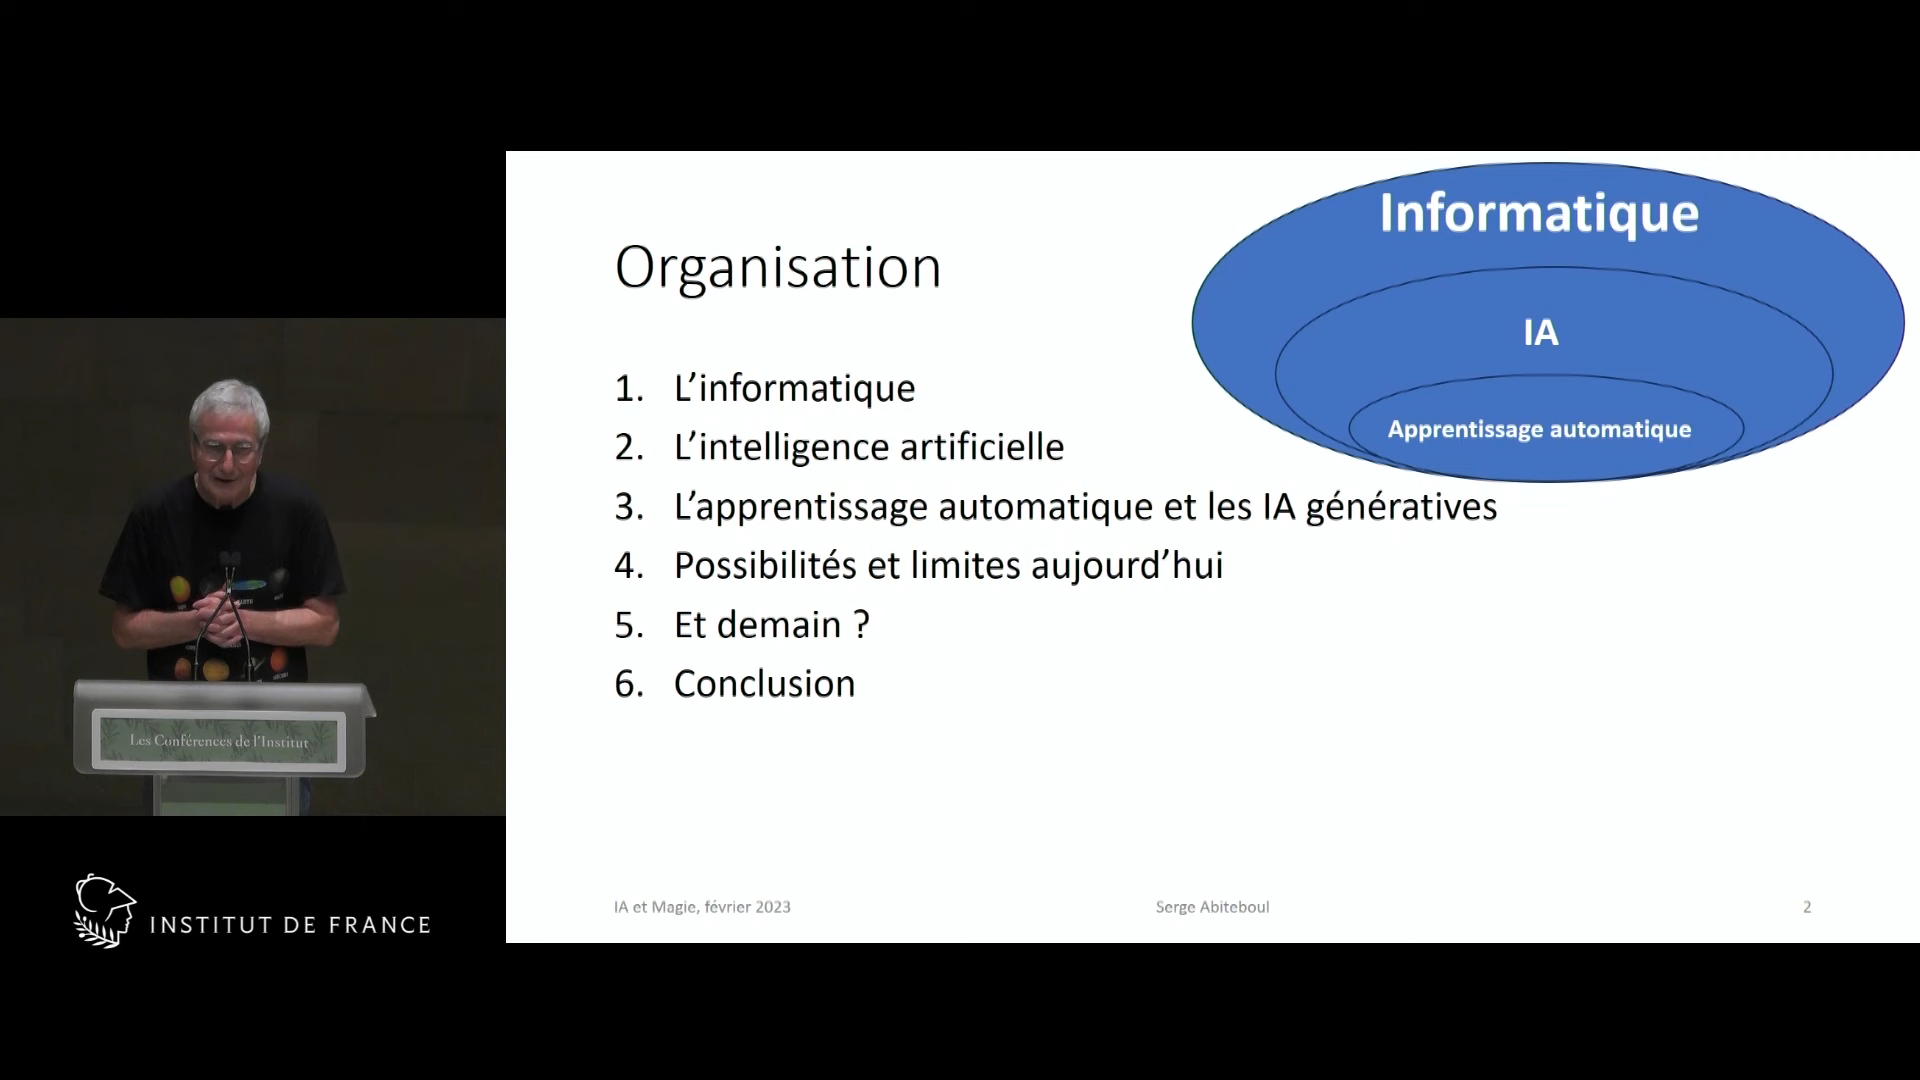 Informatique
IA
Apprentissage automatique
Organisation
1. L’informatique
2. L’intelligence artificielle
3. L’apprentissage automatique et les IA génératives
4. Possibilités et limites aujourd’hui
5. Et demain ?
6. Conclusion
IA et Magie, février 2023
Serge Abiteboul
2
Les Conférences de l'Institut
INSTITUT DE FRANCE